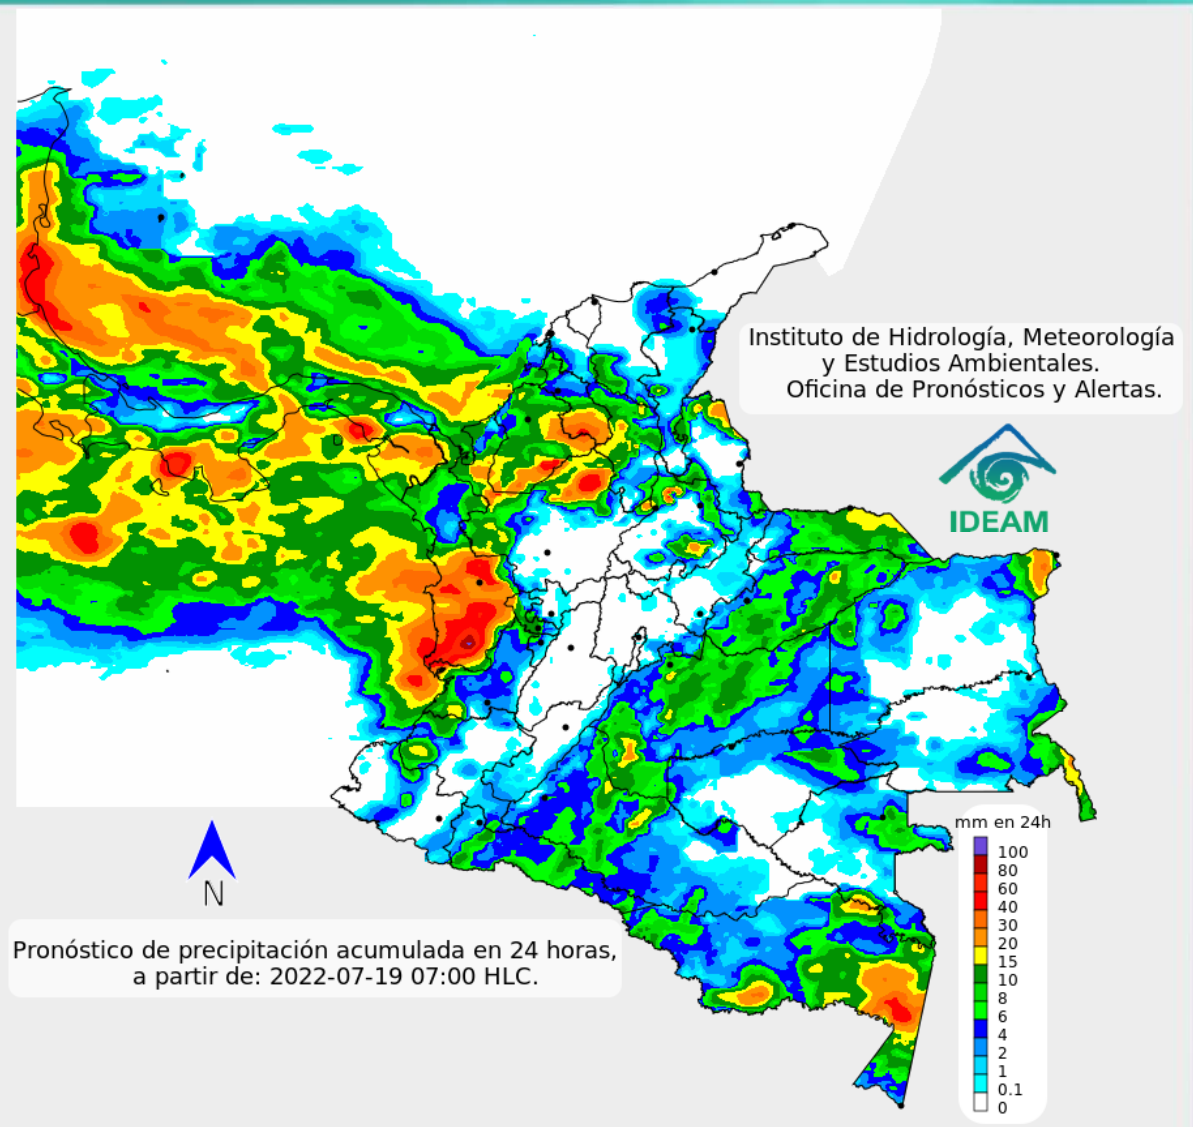 Instituto de Hidrología, Meteorología
y Estudios Ambientales.
Oficina de Pronósticos y Alertas.
IDEAM
mm en 24h
100
80
60
40
30
20
15
10
8
6
4
2
1
0.1
0
N
Pronóstico de precipitación acumulada en 24 horas,
a partir de: 2022-07-19 07:00 HLC.